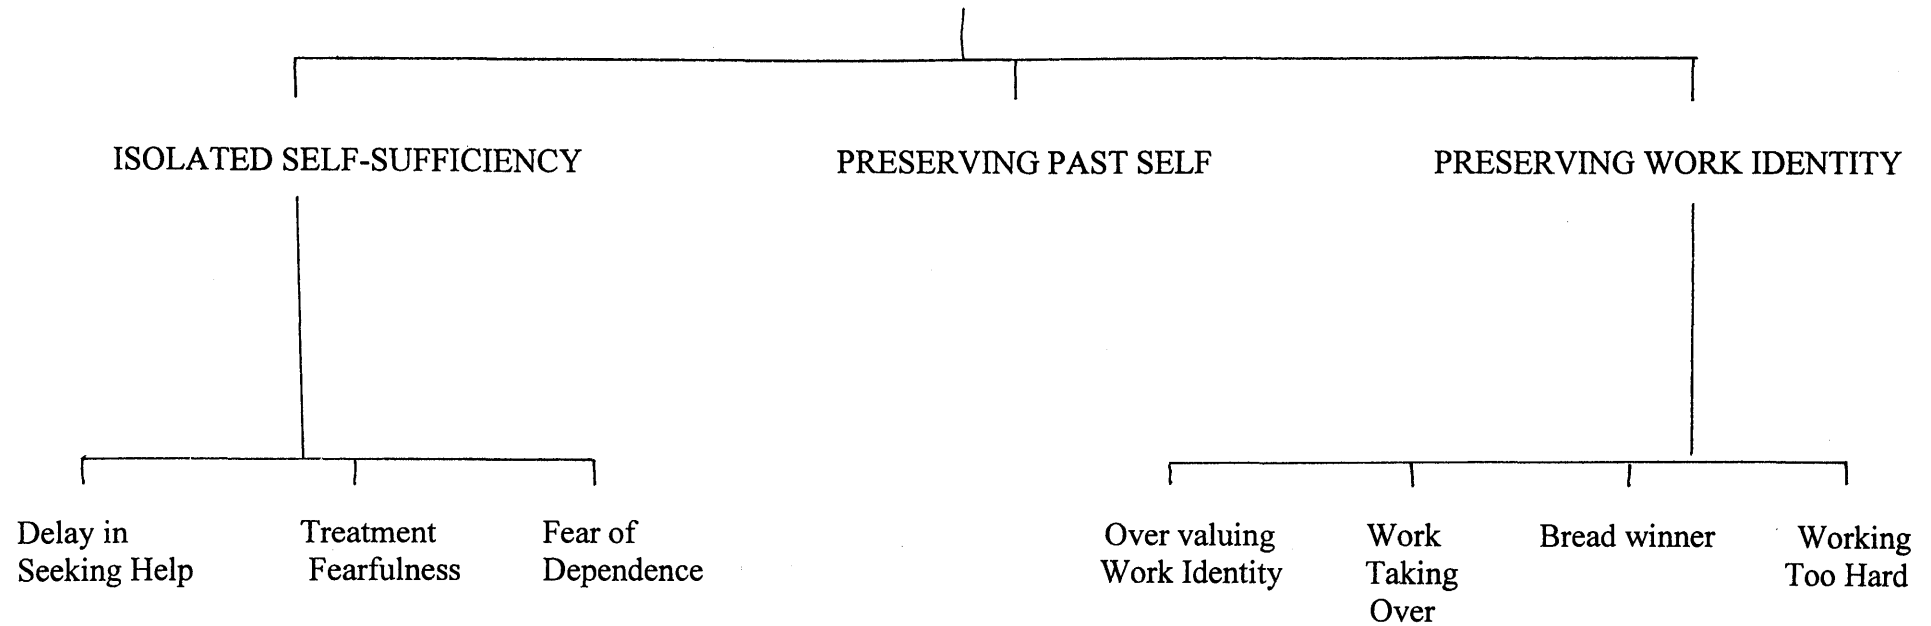 ISOLATED SELF-SUFFICIENCY
PRESERVING PAST SELF
PRESERVING WORK IDENTITY
Delay in
Seeking Help
Treatment
Fearfulness
Fear of
Dependence
Over valuing
Work Identity
Work
Taking
Over
Bread winner
Working
Too Hard